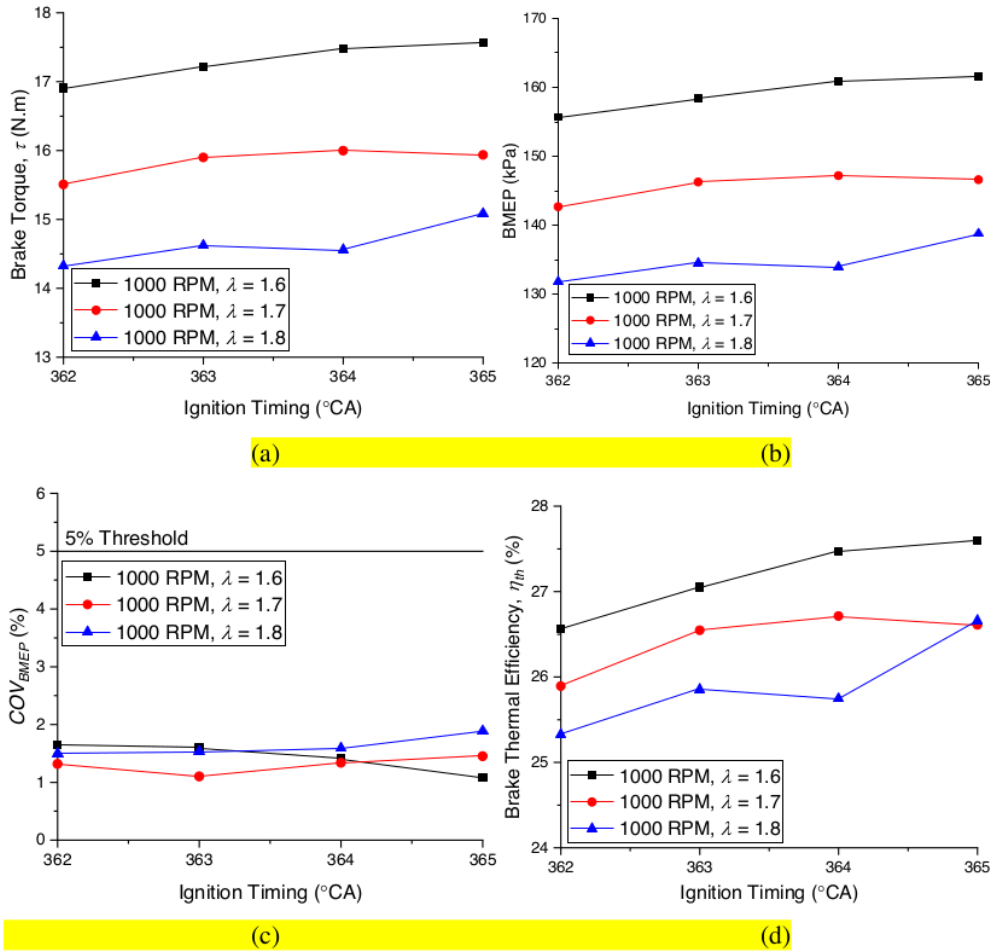 18
17
16
15
14
13
Brake Torque, τ (N.m)
1000 RPM, λ = 1.6
1000 RPM, λ = 1.7
1000 RPM, λ = 1.8
362 363 364 365
Ignition Timing (°CA)
(a)
170
160
150
140
130
120
BMEP (kPa)
1000 RPM, λ = 1.6
1000 RPM, λ = 1.7
1000 RPM, λ = 1.8
362 363 364 365
Ignition Timing (°CA)
(b)
6
5
4
3
2
1
0
COV_BMEP (%)
5% Threshold
1000 RPM, λ = 1.6
1000 RPM, λ = 1.7
1000 RPM, λ = 1.8
362 363 364 365
Ignition Timing (°CA)
(c)
28
27
26
25
24
Brake Thermal Efficiency, η_th (%)
1000 RPM, λ = 1.6
1000 RPM, λ = 1.7
1000 RPM, λ = 1.8
362 363 364 365
Ignition Timing (°CA)
(d)